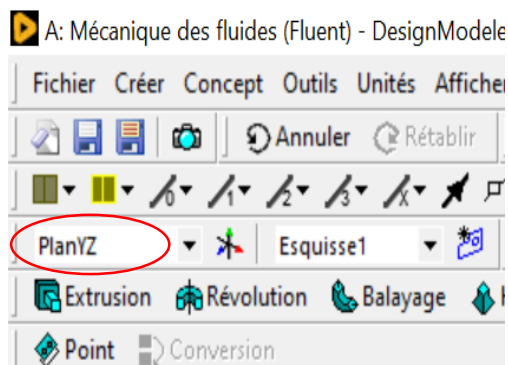 A: Mécanique des fluides (Fluent) - DesignModele
Fichier Créer Concept Outils Unités Afficher
Annuler Rétablir
PlanYZ Esquisse1
Extrusion Révolution Balayage
Point Conversion